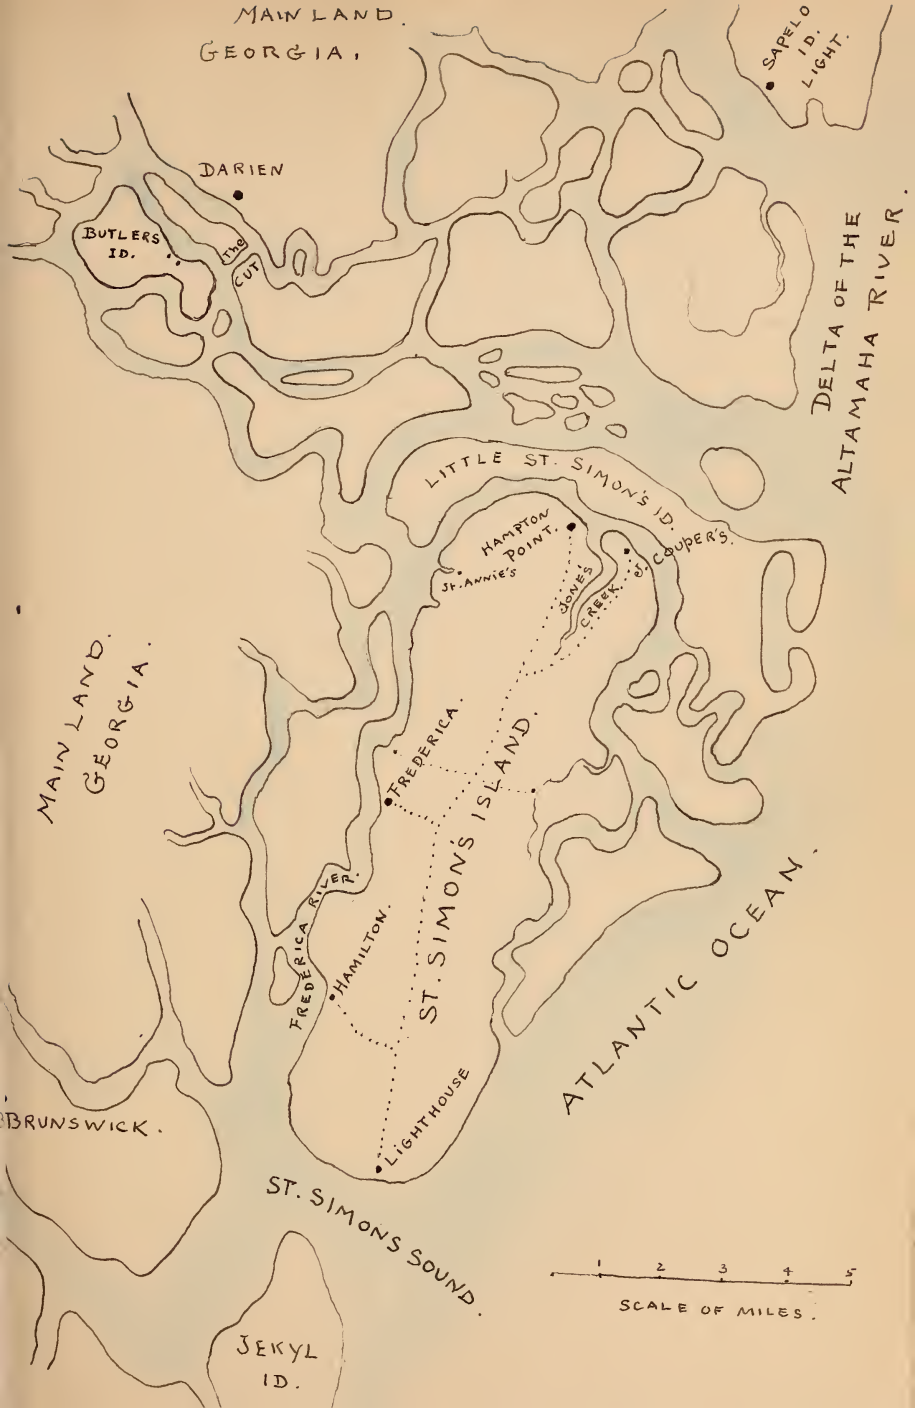 MAIN LAND.
GEORGIA.
SAPELO
ID.
LIGHT.
DARIEN
BUTLERS
ID.
The
CUT
DELTA OF THE
ALTAMAHA RIVER.
LITTLE ST. SIMON'S ID.
HAMPTON
POINT.
St. ANNIE'S
JONES'
CREEK
J. COUPER'S.
MAIN LAND.
GEORGIA.
FREDERICA.
ST. SIMON'S ISLAND.
FREDERICA RIVER.
HAMILTON.
LIGHTHOUSE
ATLANTIC OCEAN.
BRUNSWICK.
ST. SIMONS SOUND.
1 2 3 4 5
SCALE OF MILES.
JEKYL
ID.